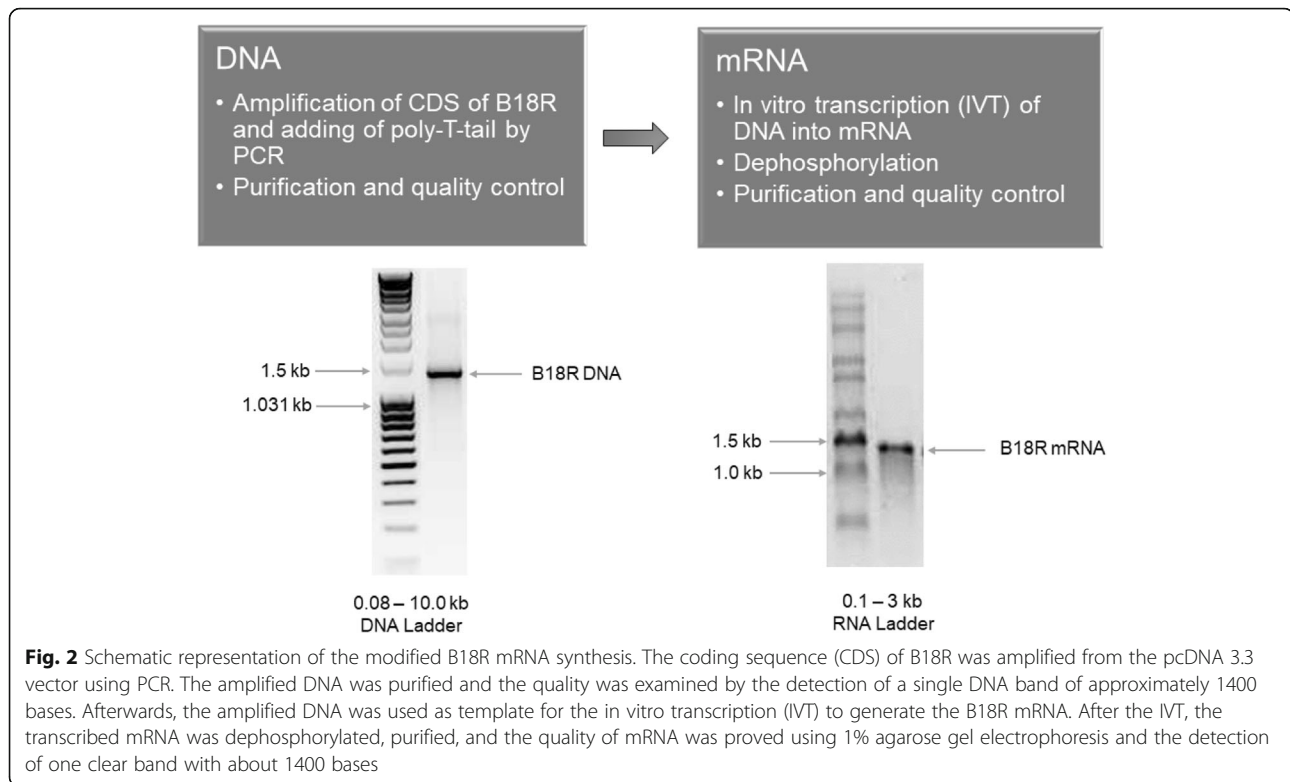 DNA
• Amplification of CDS of B18R
and adding of poly-T-tail by
PCR
• Purification and quality control
mRNA
• In vitro transcription (IVT) of
DNA into mRNA
• Dephosphorylation
• Purification and quality control
1.5 kb
1.031 kb
B18R DNA
0.08 – 10.0 kb
DNA Ladder
1.5 kb
1.0 kb
B18R mRNA
0.1 – 3 kb
RNA Ladder
Fig. 2 Schematic representation of the modified B18R mRNA synthesis. The coding sequence (CDS) of B18R was amplified from the pcDNA 3.3
vector using PCR. The amplified DNA was purified and the quality was examined by the detection of a single DNA band of approximately 1400
bases. Afterwards, the amplified DNA was used as template for the in vitro transcription (IVT) to generate the B18R mRNA. After the IVT, the
transcribed mRNA was dephosphorylated, purified, and the quality of mRNA was proved using 1% agarose gel electrophoresis and the detection
of one clear band with about 1400 bases